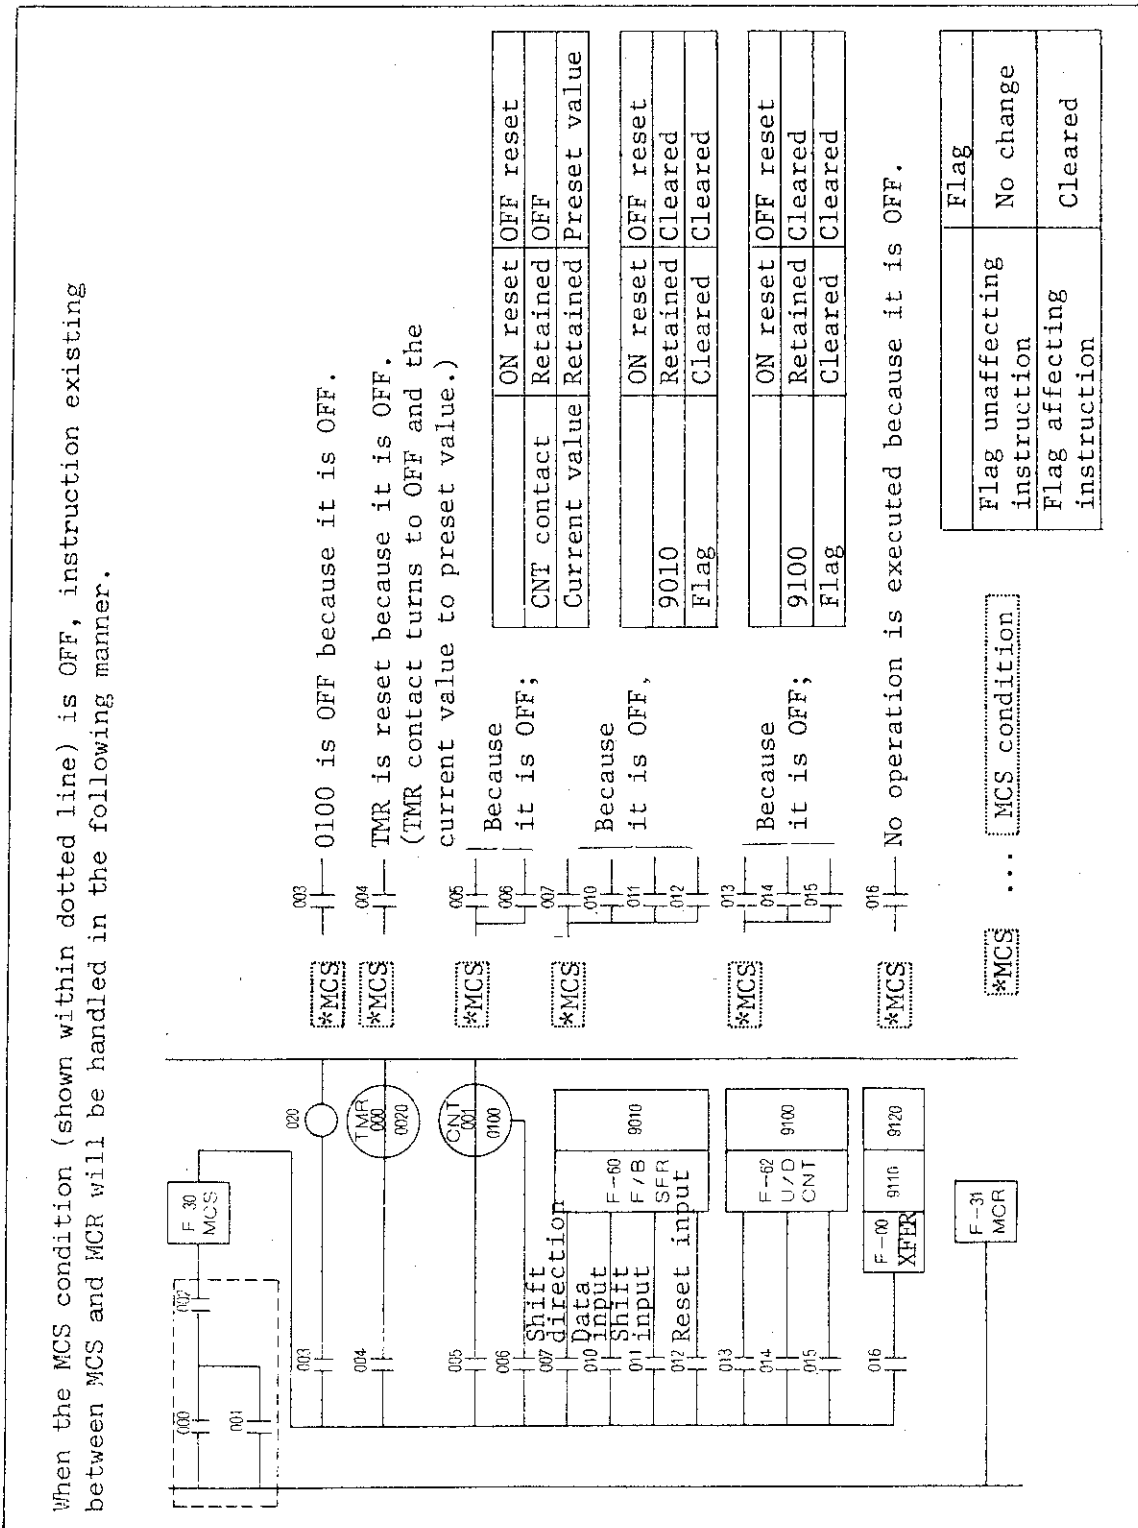 When the MCS condition (shown within dotted line) is OFF, instruction existing
between MCS and MCR will be handled in the following manner.
000
001
002
F 30
MCS
003
020
004
TMR
000
0020
005
006
CNT
001
0100
007
Shift
direction
010
Data
input
011
Shift
input
012
Reset input
F-60
F/B
SFR
9010
013
014
015
F-62
U/D
CNT
9100
016
F-00
XFER
9110
9120
F-31
MCR
*MCS
003
0100 is OFF because it is OFF.
*MCS
004
TMR is reset because it is OFF.
(TMR contact turns to OFF and the
current value to preset value.)
*MCS
005
006
Because
it is OFF;
ON reset OFF reset
CNT contact Retained OFF
Current value Retained Preset value
*MCS
007
010
011
012
Because
it is OFF,
ON reset OFF reset
9010 Retained Cleared
Flag Cleared Cleared
*MCS
013
014
015
Because
it is OFF;
ON reset OFF reset
9100 Retained Cleared
Flag Cleared Cleared
*MCS
016
No operation is executed because it is OFF.
*MCS ... MCS condition
Flag
Flag unaffecting
instruction
No change
Flag affecting
instruction
Cleared